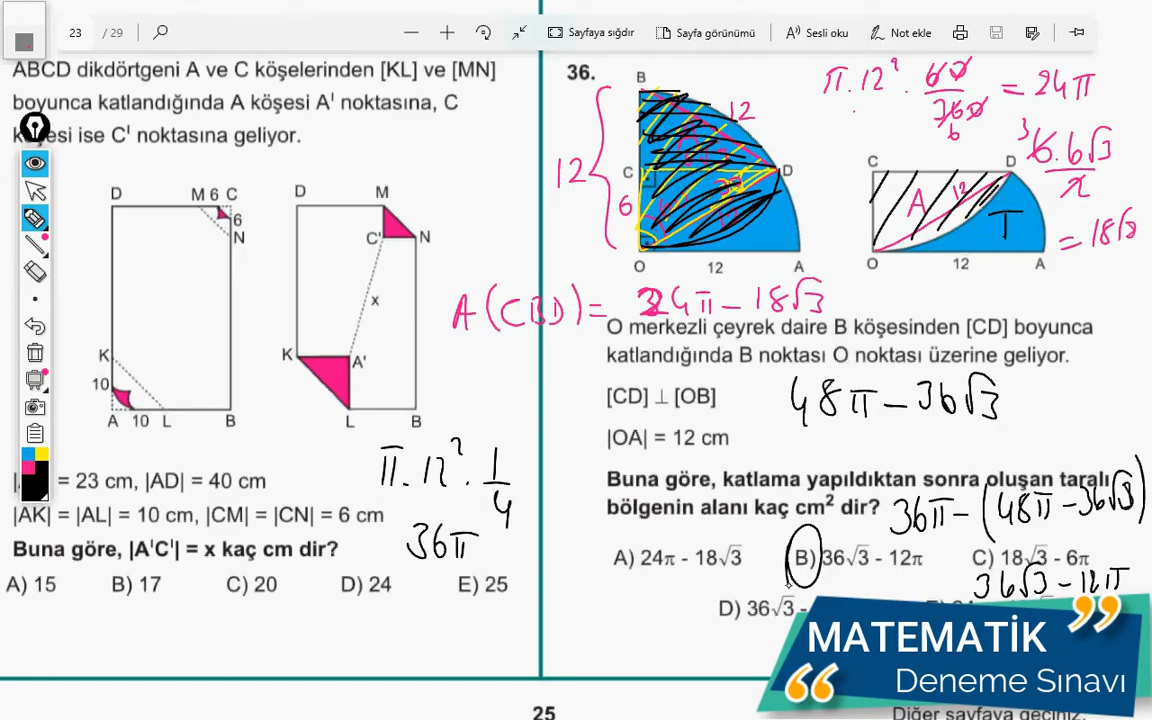 23 / 29
Sayfaya sığdır
Sayfa görünümü
Sesli oku
Not ekle
ABCD dikdörtgeni A ve C köşelerinden [KL] ve [MN]
boyunca katlandığında A köşesi A' noktasına, C
köşesi ise C' noktasına geliyor.
D M 6 C
6
N
K
10
A 10 L B
D M
C' N
x
K A'
L B
= 23 cm, |AD| = 40 cm
|AK| = |AL| = 10 cm, |CM| = |CN| = 6 cm
Buna göre, |A'C'| = x kaç cm dir?
A) 15 B) 17 C) 20 D) 24 E) 25
π.12².1/4
36π
36.
B
12
12
C D
6
O 12 A
π.12².60/360 = 24π
6
3
6.6√3/2
= 18√3
C D
A 12
T
O 12 A
A(CBD) = 24π - 18√3
O merkezli çeyrek daire B köşesinden [CD] boyunca
katlandığında B noktası O noktası üzerine geliyor.
[CD] ⊥ [OB]
48π - 36√3
|OA| = 12 cm
Buna göre, katlama yapıldıktan sonra oluşan taralı
bölgenin alanı kaç cm² dir?
36π - (48π - 36√3)
A) 24π - 18√3 B) 36√3 - 12π C) 18√3 - 6π
36√3 - 12π
D) 36√3 -
MATEMATİK
Deneme Sınavı
25
Diğer sayfaya geçiniz.